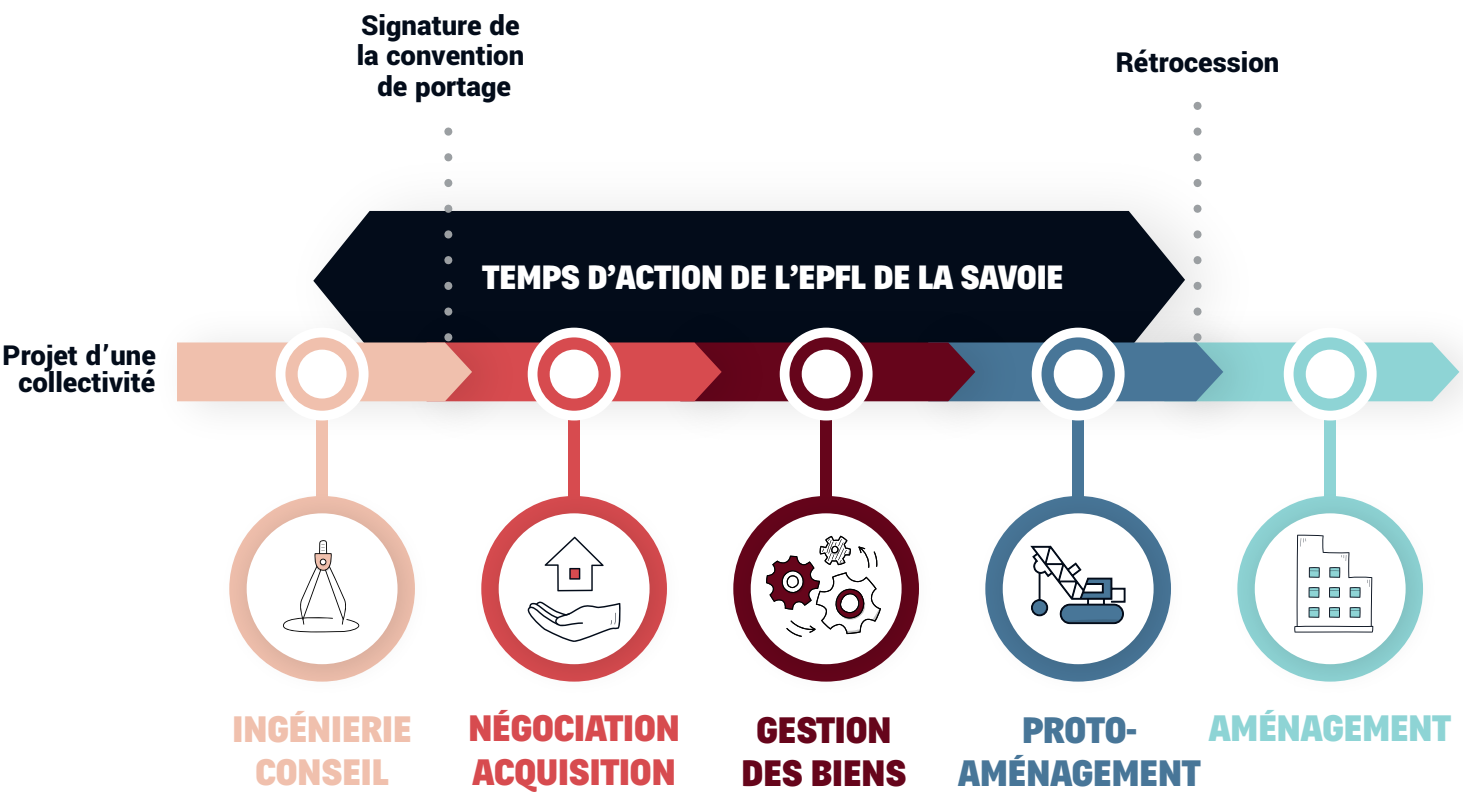 Signature de
la convention
de portage
Rétrocession
TEMPS D’ACTION DE L’EPFL DE LA SAVOIE
Projet d’une
collectivité
INGÉNIERIE
CONSEIL
NÉGOCIATION
ACQUISITION
GESTION
DES BIENS
PROTO-
AMÉNAGEMENT
AMÉNAGEMENT